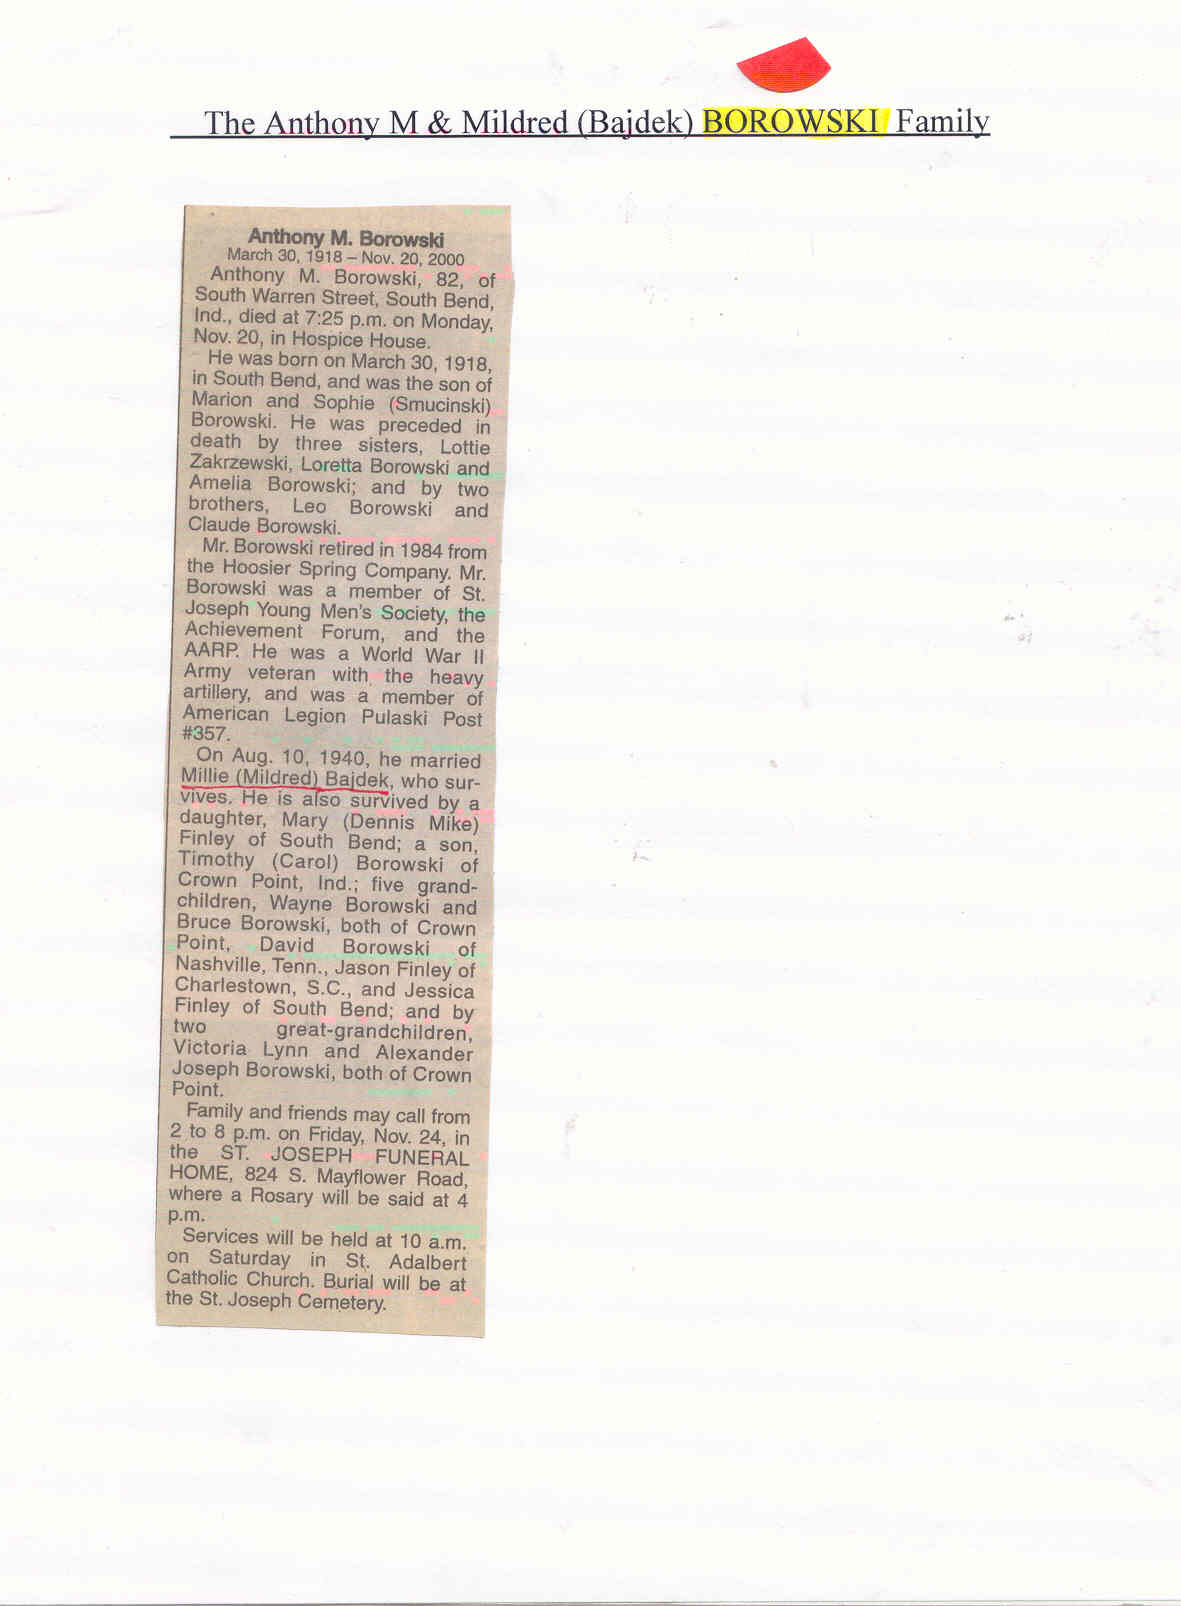 The Anthony M & Mildred (Bajdek) BOROWSKI Family
Anthony M. Borowski
March 30, 1918 – Nov. 20, 2000
Anthony M. Borowski, 82, of
South Warren Street, South Bend,
Ind., died at 7:25 p.m. on Monday,
Nov. 20, in Hospice House.
He was born on March 30, 1918,
in South Bend, and was the son of
Marion and Sophie (Smucinski)
Borowski. He was preceded in
death by three sisters, Lottie
Zakrzewski, Loretta Borowski and
Amelia Borowski; and by two
brothers, Leo Borowski and
Claude Borowski.
Mr. Borowski retired in 1984 from
the Hoosier Spring Company. Mr.
Borowski was a member of St.
Joseph Young Men's Society, the
Achievement Forum, and the
AARP. He was a World War II
Army veteran with the heavy
artillery, and was a member of
American Legion Pulaski Post
#357.
On Aug. 10, 1940, he married
Millie (Mildred) Bajdek, who sur-
vives. He is also survived by a
daughter, Mary (Dennis Mike)
Finley of South Bend; a son,
Timothy (Carol) Borowski of
Crown Point, Ind.; five grand-
children, Wayne Borowski and
Bruce Borowski, both of Crown
Point, David Borowski of
Nashville, Tenn., Jason Finley of
Charlestown, S.C., and Jessica
Finley of South Bend; and by
two great-grandchildren,
Victoria Lynn and Alexander
Joseph Borowski, both of Crown
Point.
Family and friends may call from
2 to 8 p.m. on Friday, Nov. 24, in
the ST. JOSEPH FUNERAL
HOME, 824 S. Mayflower Road,
where a Rosary will be said at 4
p.m.
Services will be held at 10 a.m.
on Saturday in St. Adalbert
Catholic Church. Burial will be at
the St. Joseph Cemetery.